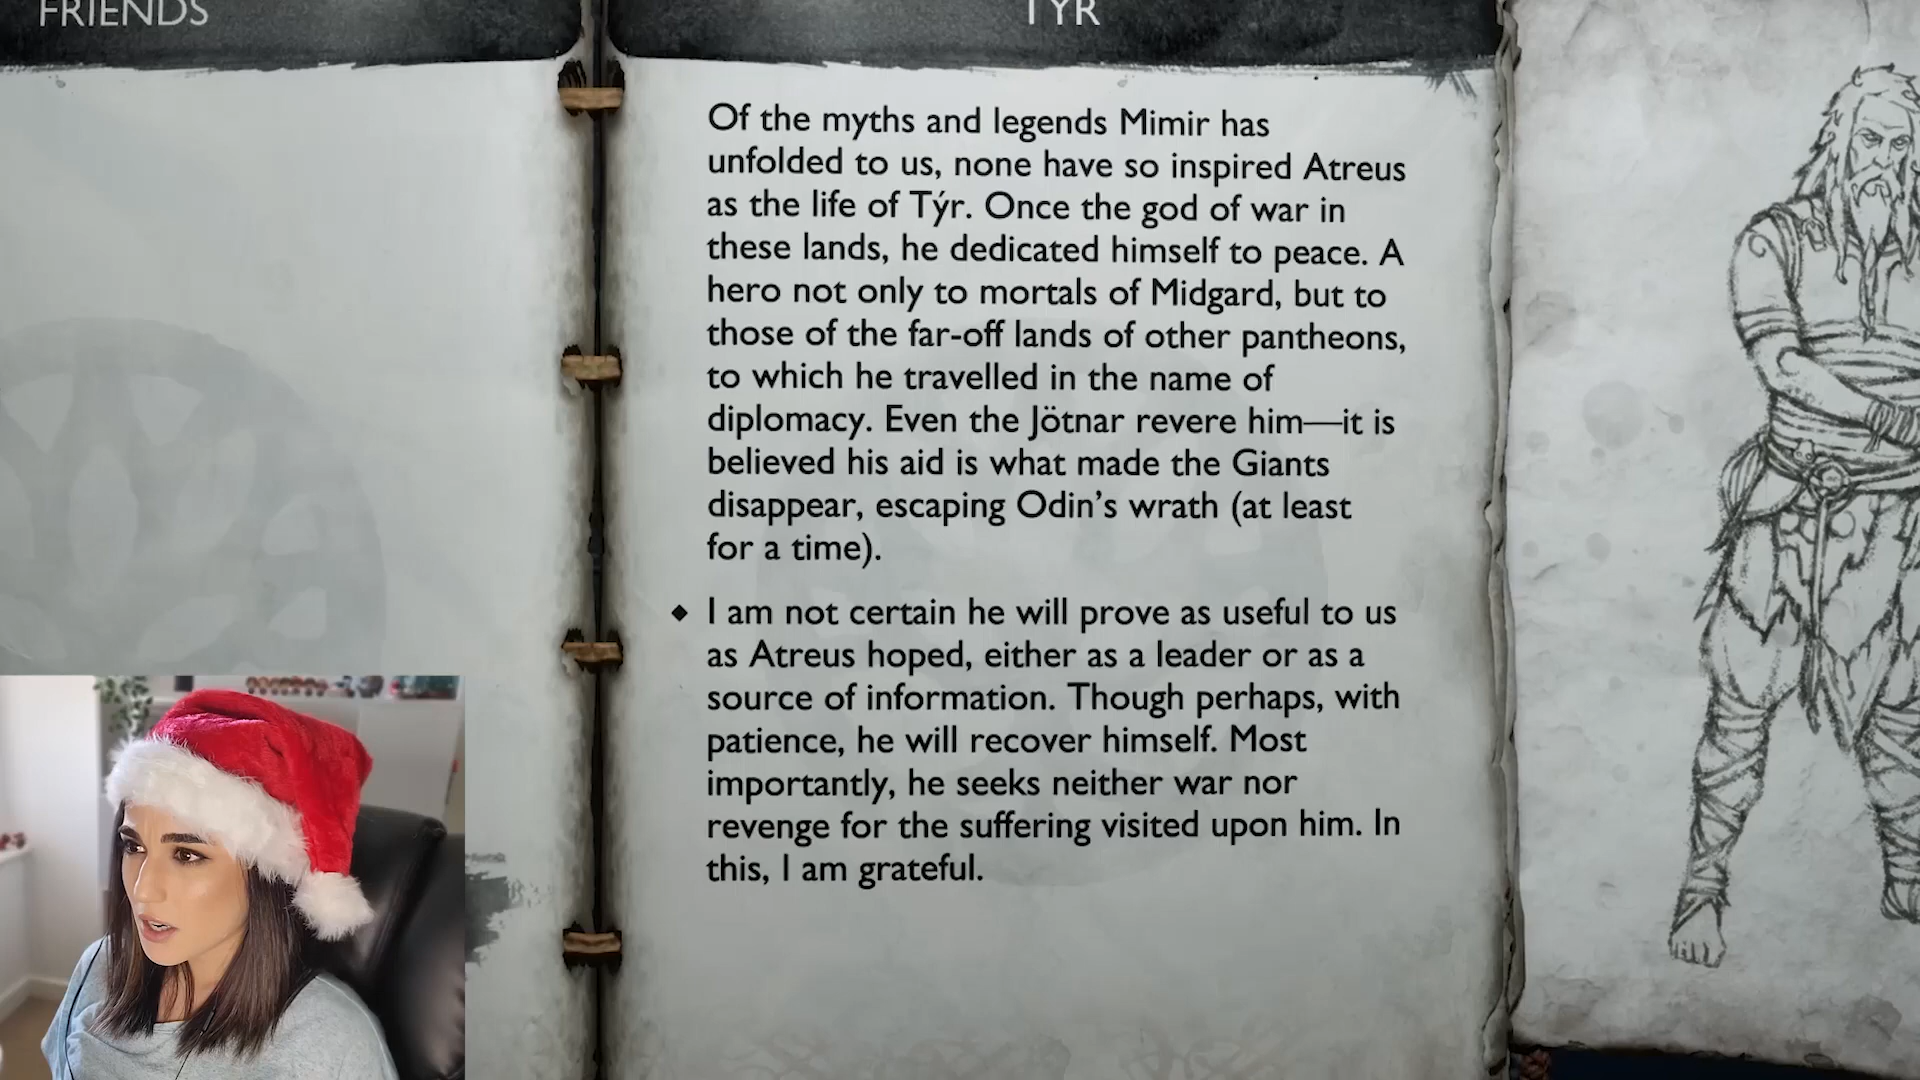 FRIENDS
TÝR
Of the myths and legends Mimir has
unfolded to us, none have so inspired Atreus
as the life of Týr. Once the god of war in
these lands, he dedicated himself to peace. A
hero not only to mortals of Midgard, but to
those of the far-off lands of other pantheons,
to which he travelled in the name of
diplomacy. Even the Jötnar revere him—it is
believed his aid is what made the Giants
disappear, escaping Odin's wrath (at least
for a time).
◆ I am not certain he will prove as useful to us
as Atreus hoped, either as a leader or as a
source of information. Though perhaps, with
patience, he will recover himself. Most
importantly, he seeks neither war nor
revenge for the suffering visited upon him. In
this, I am grateful.